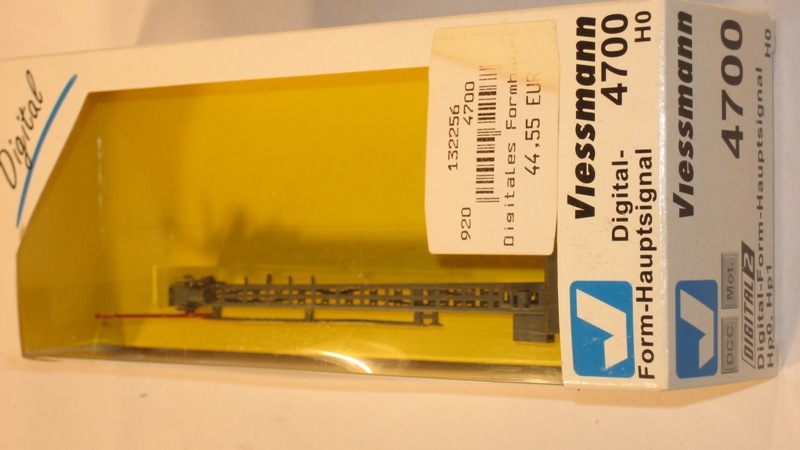 Digital
132256
920 4700
Digitales Formhaupt
44,55 EUR
Viessmann
Digital- 4700
Form-Hauptsignal H0
Viessmann
4700
DCC Mot.
DIGITAL 2
Digital-Form-Hauptsignal H0
Hp0, Hp1